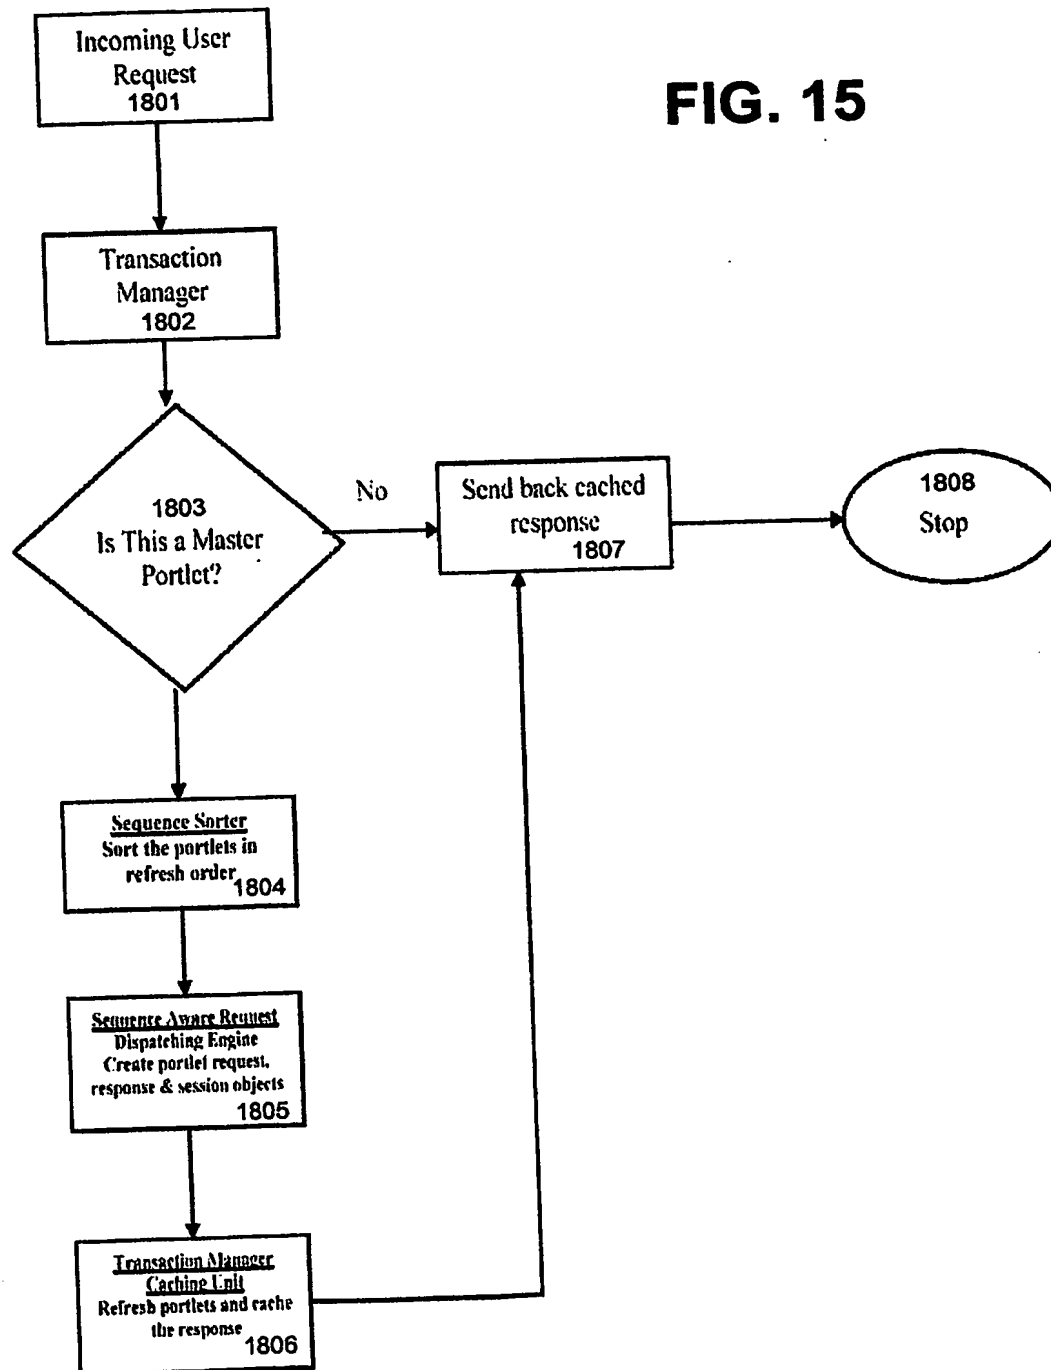 Incoming User
Request
1801
FIG. 15
Transaction
Manager
1802
1803
Is This a Master
Portlet?
No
Send back cached
response
1807
1808
Stop
Sequence Sorter
Sort the portlets in
refresh order
1804
Sequence Aware Request
Dispatching Engine
Create portlet request,
response & session objects
1805
Transaction Manager
Caching Unit
Refresh portlets and cache
the response
1806